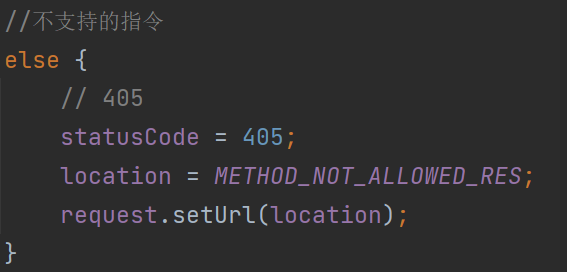 //不支持的指令
else {
    // 405
    statusCode = 405;
    location = METHOD_NOT_ALLOWED_RES;
    request.setUrl(location);
}